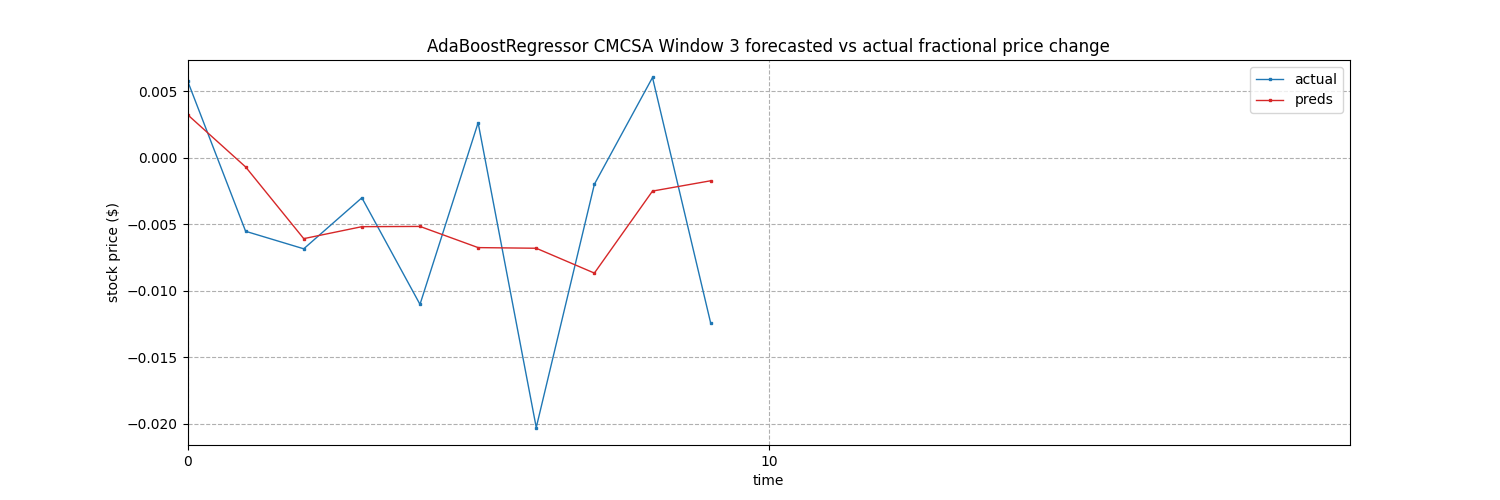 AdaBoostRegressor CMCSA Window 3 forecasted vs actual fractional price change
actual
preds
0.005
0.000
−0.005
−0.010
−0.015
−0.020
stock price ($)
0
10
time